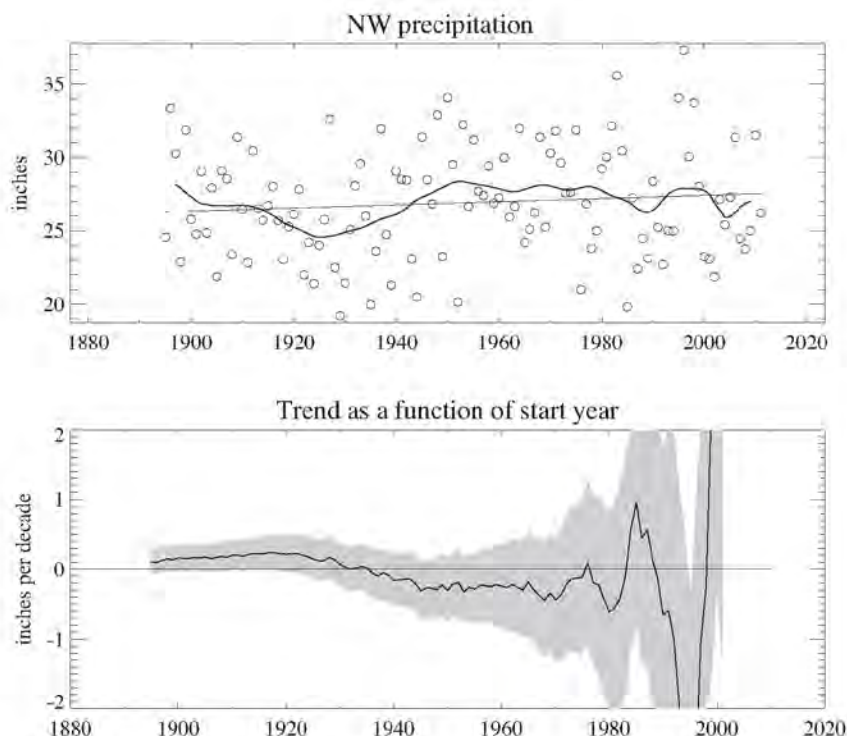 NW precipitation
inches
35
30
25
20
1880 1900 1920 1940 1960 1980 2000 2020
Trend as a function of start year
inches per decade
2
1
0
-1
-2
1880 1900 1920 1940 1960 1980 2000 2020